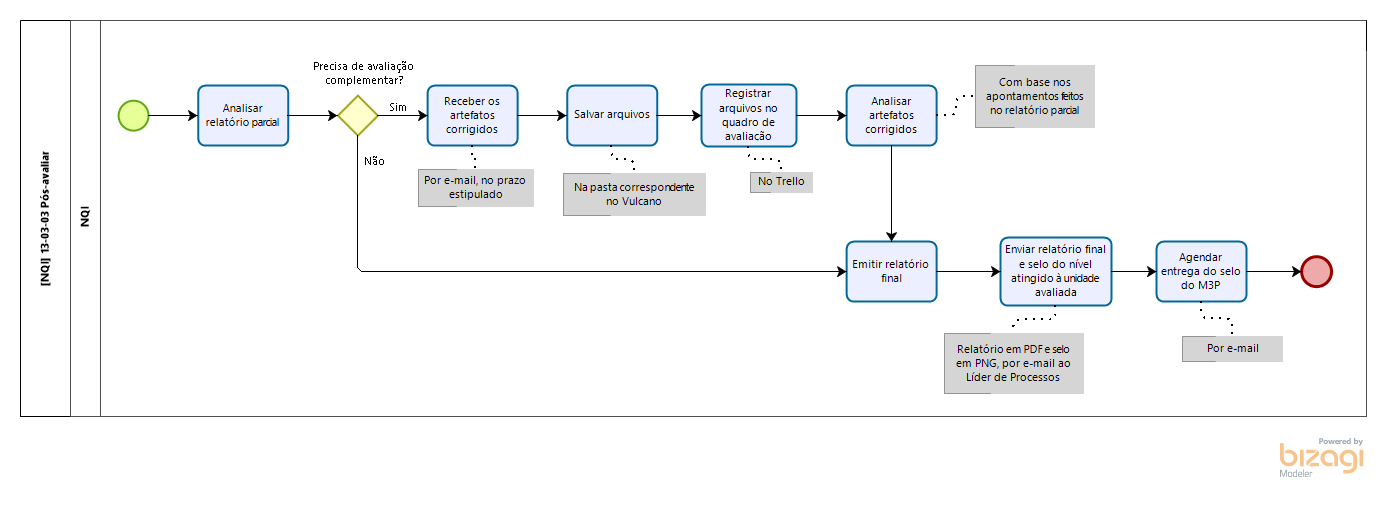 [NQI] 13-03-03 Pós-avaliar
NQI
Analisar
relatório parcial
Precisa de avaliação
complementar?
Sim
Não
Receber os
artefatos
corrigidos
Por e-mail, no prazo
estipulado
Salvar arquivos
Na pasta correspondente
no Vulcano
Registrar
arquivos no
quadro de
avaliação
No Trello
Analisar
artefatos
corrigidos
Com base nos
apontamentos feitos
no relatório parcial
Emitir relatório
final
Enviar relatório final
e selo do nível
atingido à unidade
avaliada
Relatório em PDF e selo
em PNG, por e-mail ao
Líder de Processos
Agendar
entrega do selo
do M3P
Por e-mail
Powered by
bizagi
Modeler